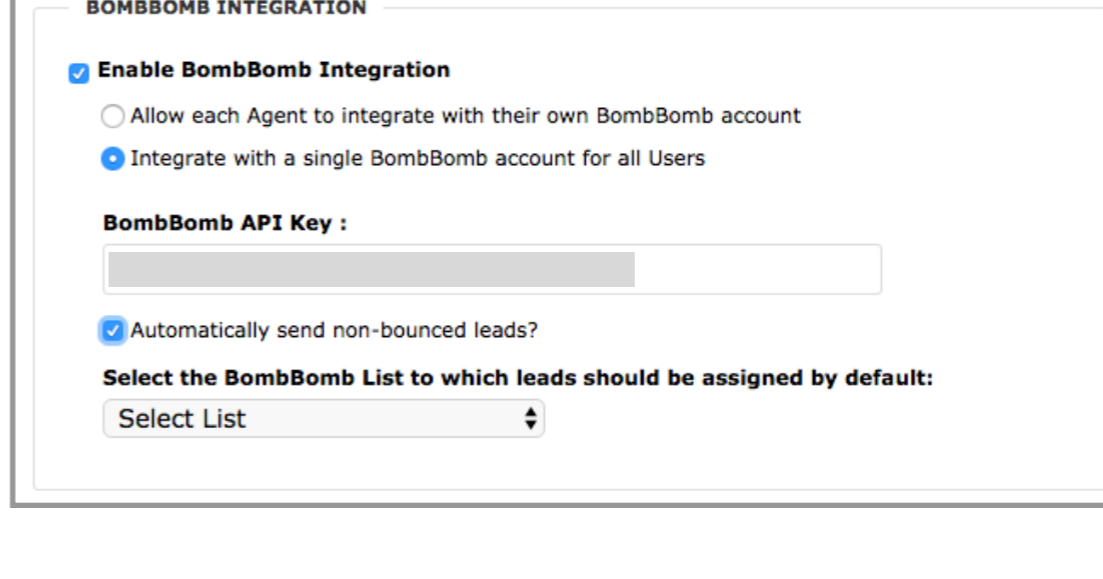 BOMBBOMB INTEGRATION
Enable BombBomb Integration
Allow each Agent to integrate with their own BombBomb account
Integrate with a single BombBomb account for all Users
BombBomb API Key :
Automatically send non-bounced leads?
Select the BombBomb List to which leads should be assigned by default:
Select List